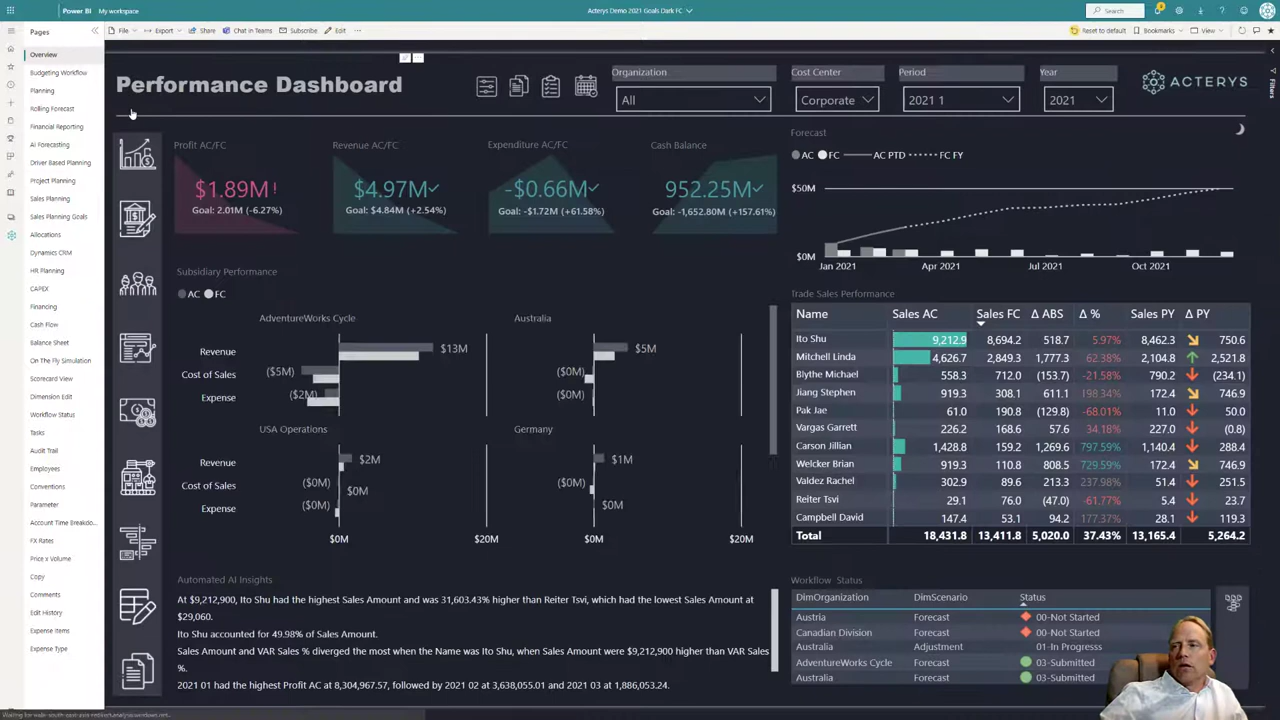 Power BI
Acterys Demo 2021 Goals Dark FC
Search
Pages
File
Export
Share
Chat in Teams
Subscribe
Edit
Reset to default
Bookmarks
View
Overview
Budgeting Workflow
Planning
Rolling Forecast
Financial Reporting
AI Forecasting
Driver Based Planning
Project Planning
Sales Planning
Sales Planning Goals
Allocations
Dynamics CRM
HR Planning
CAPEX
Financing
Cash Flow
Balance Sheet
On The Fly Simulation
Scorecard View
Dimension Edit
Workflow Status
Tasks
Audit Trail
Employees
Conventions
Parameter
Account Time Breakdo...
FX Rates
Price x Volume
Copy
Comments
Edit History
Expense Items
Expense Type
Performance Dashboard
Organization
All
Cost Center
Corporate
Period
2021 1
Year
2021
ACTERYS
Filters
Profit AC/FC
$1.89M!
Goal: 2.01M (-6.27%)
Revenue AC/FC
$4.97M
Goal: $4.84M (+2.54%)
Expenditure AC/FC
-$0.66M
Goal: -$1.72M (+61.58%)
Cash Balance
952.25M
Goal: -1,652.80M (+157.61%)
Forecast
AC FC AC PTD FC FY
$50M
$0M
Jan 2021 Apr 2021 Jul 2021 Oct 2021
Subsidiary Performance
AC FC
AdventureWorks Cycle
Revenue $13M
Cost of Sales ($5M)
Expense ($2M)
Australia
$5M
($0M)
($0M)
USA Operations
Revenue $2M
Cost of Sales ($0M) $0M
Expense ($0M)
$0M $20M
Germany
$1M
($0M)
$0M
$0M $20M
Trade Sales Performance
Name Sales AC Sales FC Δ ABS Δ % Sales PY Δ PY
Ito Shu 9,212.9 8,694.2 518.7 5.97% 8,462.3 750.6
Mitchell Linda 4,626.7 2,849.3 1,777.3 62.38% 2,104.8 2,521.8
Blythe Michael 558.3 712.0 (153.7) -21.58% 790.2 (234.1)
Jiang Stephen 919.3 308.1 611.1 198.34% 172.4 746.9
Pak Jae 61.0 190.8 (129.8) -68.01% 11.0 50.0
Vargas Garrett 226.2 168.6 57.6 34.18% 227.0 (0.8)
Carson Jillian 1,428.8 159.2 1,269.6 797.59% 1,140.4 288.4
Welcker Brian 919.3 110.8 808.5 729.59% 172.4 746.9
Valdez Rachel 302.9 89.6 213.3 237.98% 51.4 251.5
Reiter Tsvi 29.1 76.0 (47.0) -61.77% 5.4 23.7
Campbell David 147.4 53.1 94.2 177.37% 28.1 119.3
Total 18,431.8 13,411.8 5,020.0 37.43% 13,165.4 5,264.2
Automated AI Insights
At $9,212,900, Ito Shu had the highest Sales Amount and was 31,603.43% higher than Reiter Tsvi, which had the lowest Sales Amount at
$29,060.
Ito Shu accounted for 49.98% of Sales Amount.
Sales Amount and VAR Sales % diverged the most when the Name was Ito Shu, when Sales Amount were $9,212,900 higher than VAR Sales
%.
2021 01 had the highest Profit AC at 8,304,967.57, followed by 2021 02 at 3,638,055.01 and 2021 03 at 1,886,053.24.
Workflow Status
DimOrganization DimScenario Status
Austria Forecast 00-Not Started
Canadian Division Forecast 00-Not Started
Australia Adjustment 01-In Progresss
AdventureWorks Cycle Forecast 03-Submitted
Australia Forecast 03-Submitted